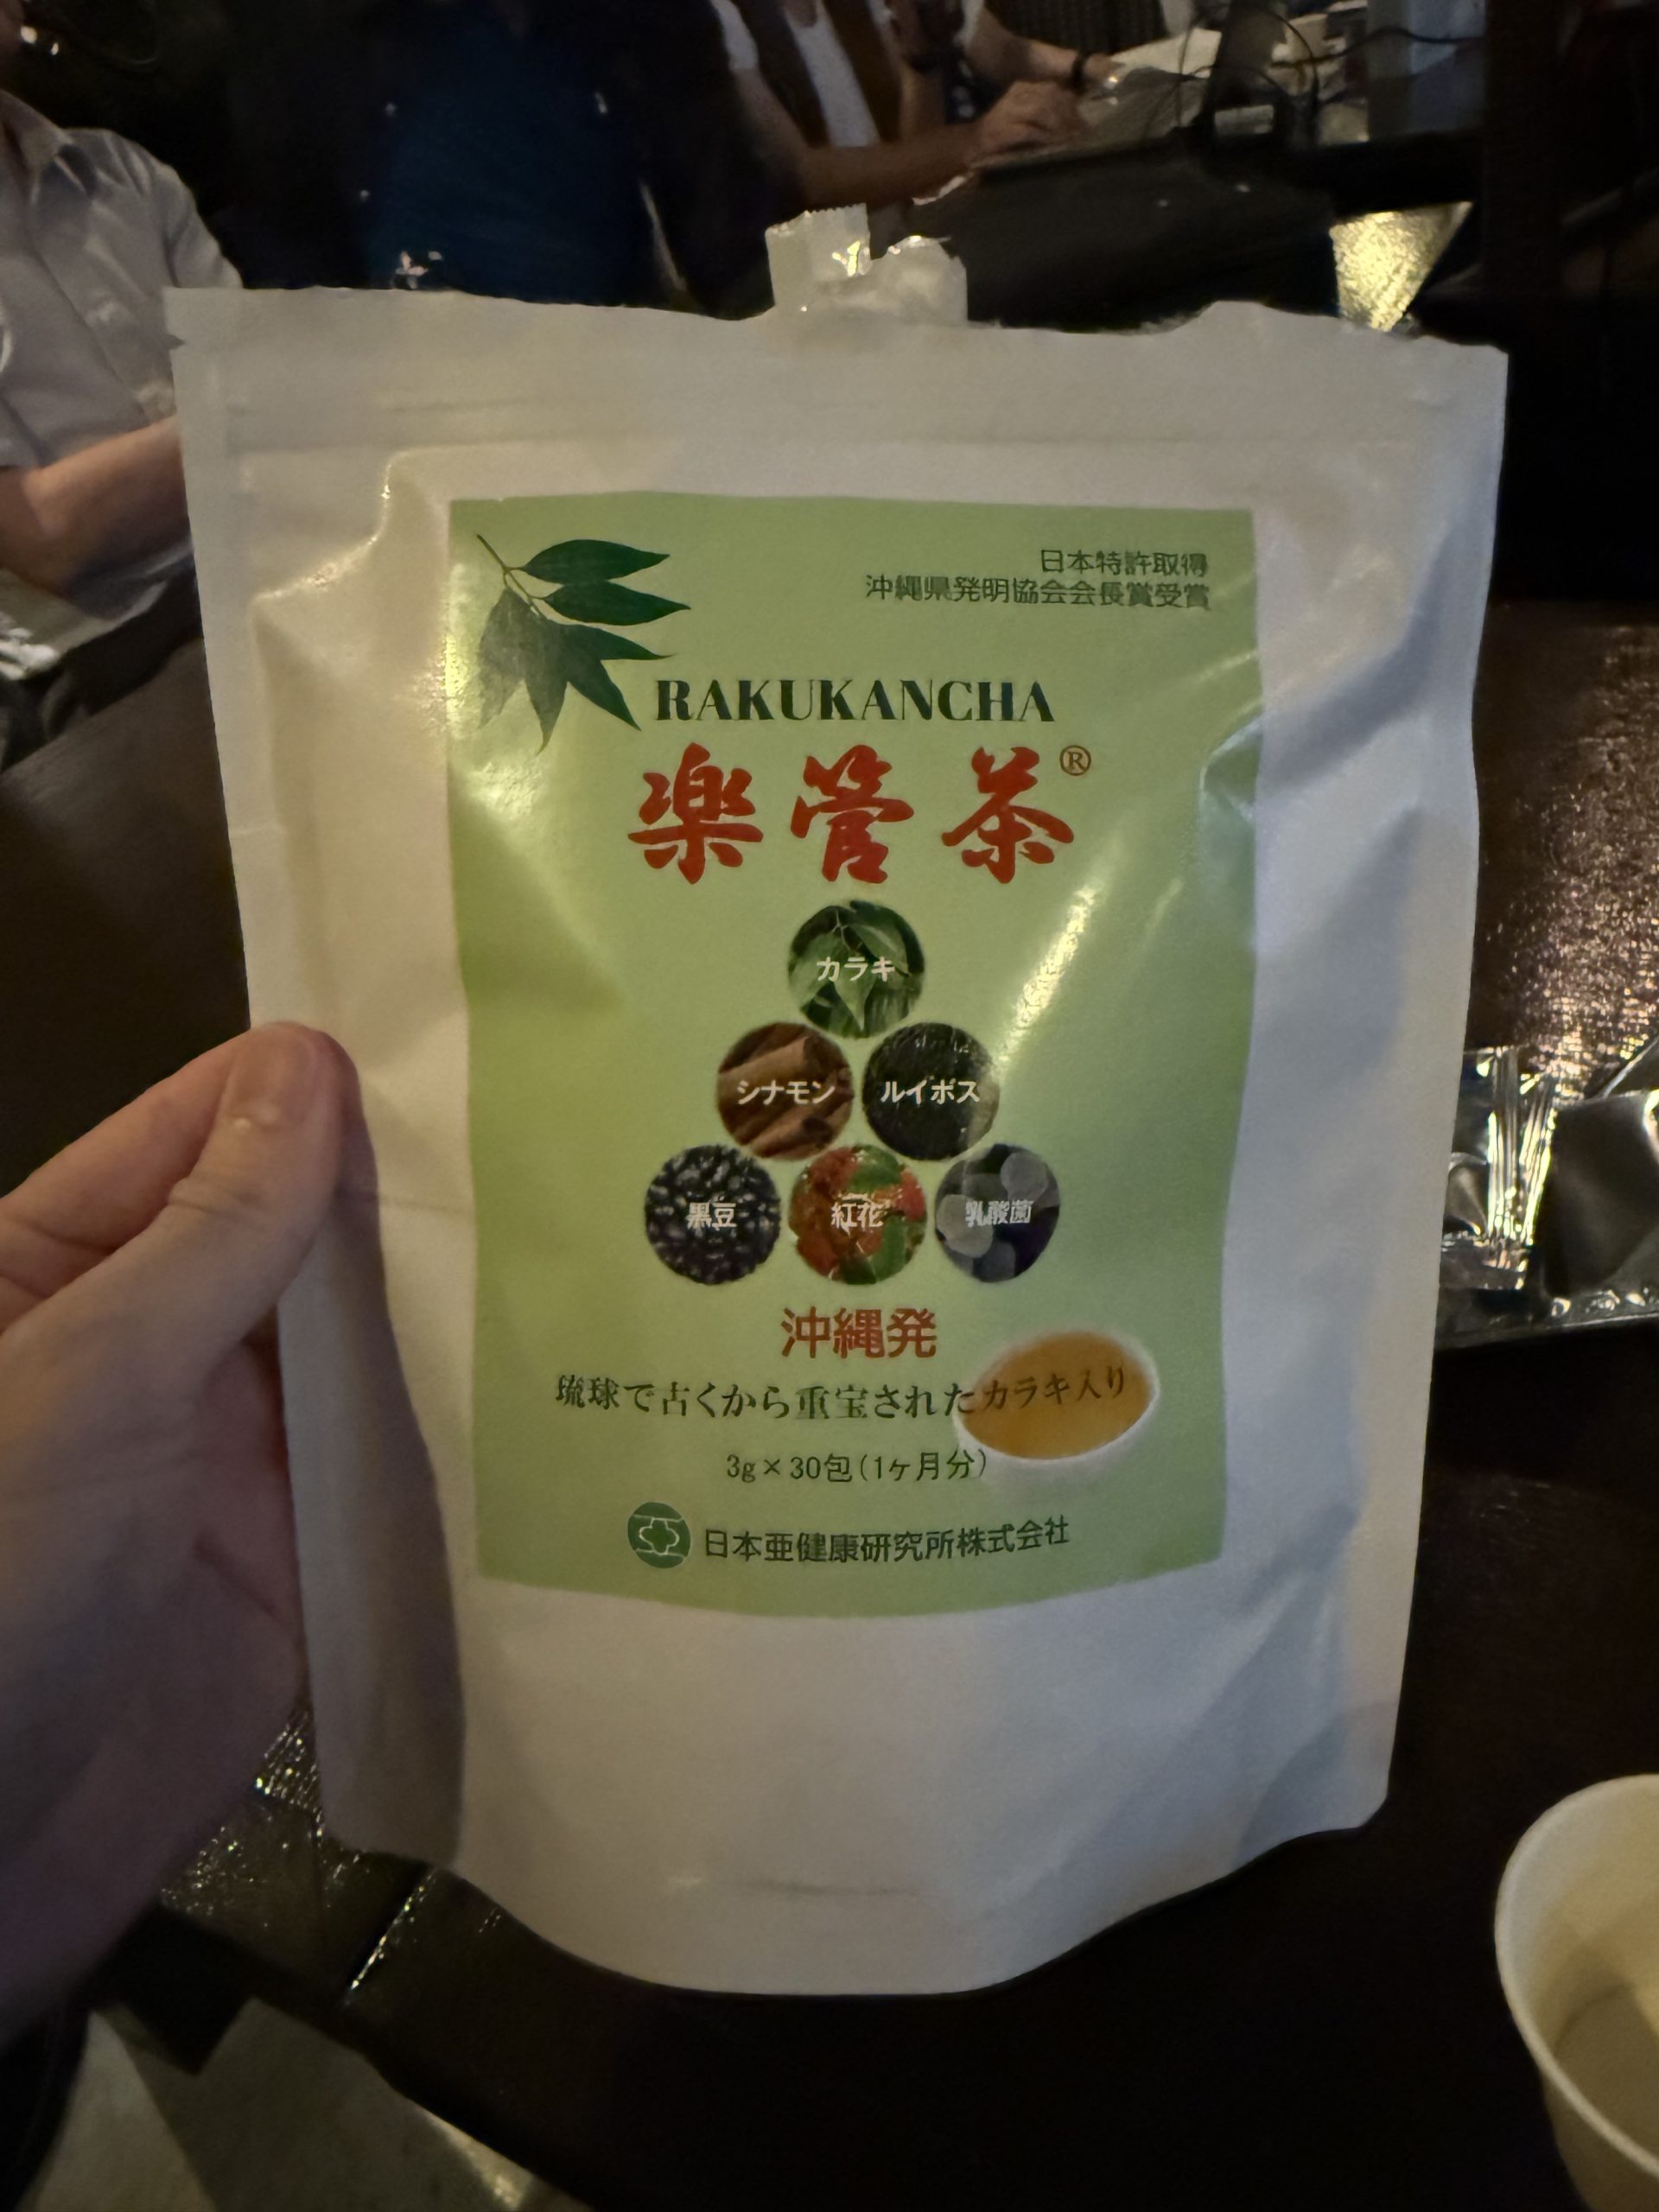 日本特許取得
沖縄県発明協会会長賞受賞
RAKUKANCHA
楽管茶®
カラキ
シナモン ルイボス
黒豆 紅花 乳酸菌
沖縄発
琉球で古くから重宝されたカラキ入り
3g×30包(1ヶ月分)
日本亜健康研究所株式会社